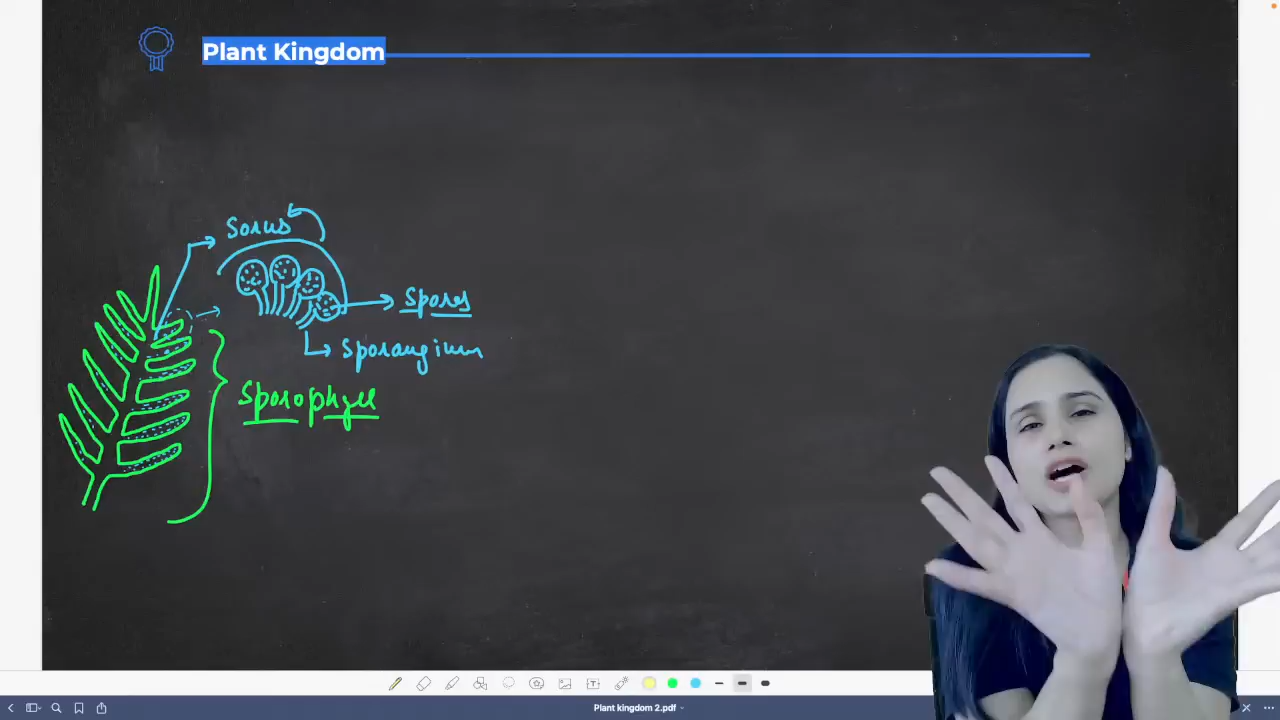 Plant Kingdom
Sorus
Spores
Sporangium
Sporophyll
Plant kingdom 2.pdf